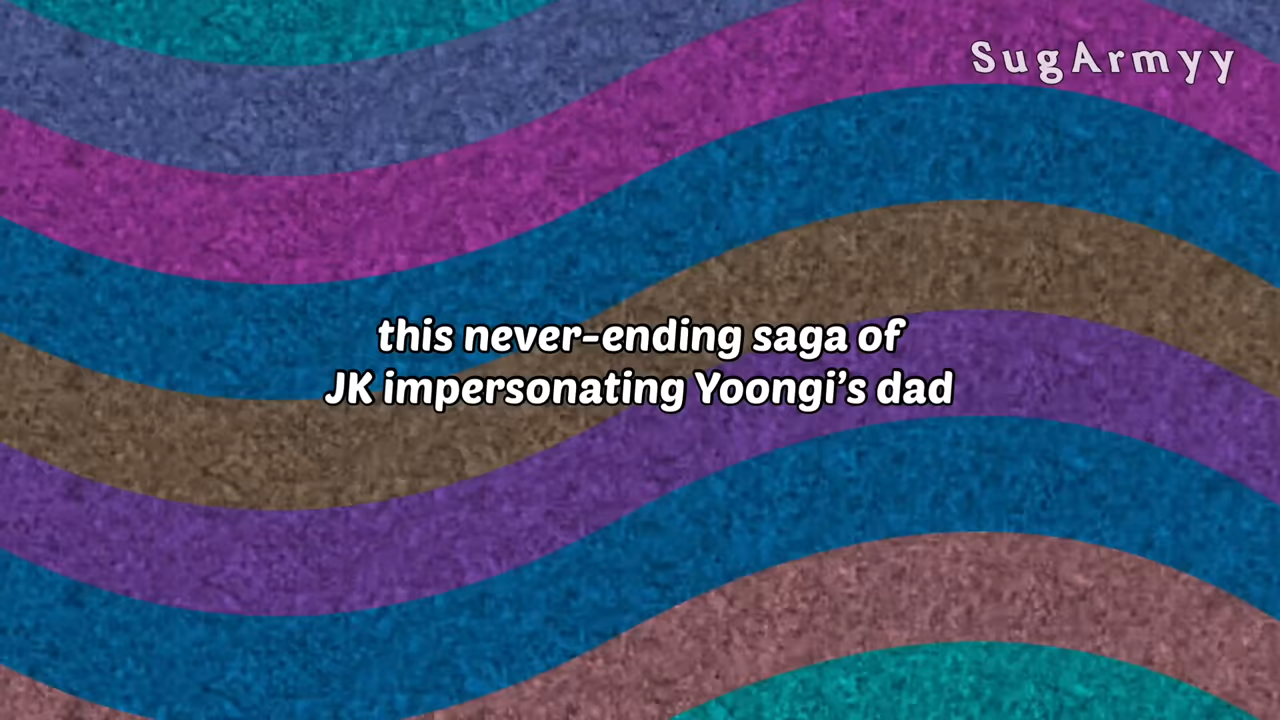 SugArmyy
this never-ending saga of
JK impersonating Yoongi’s dad